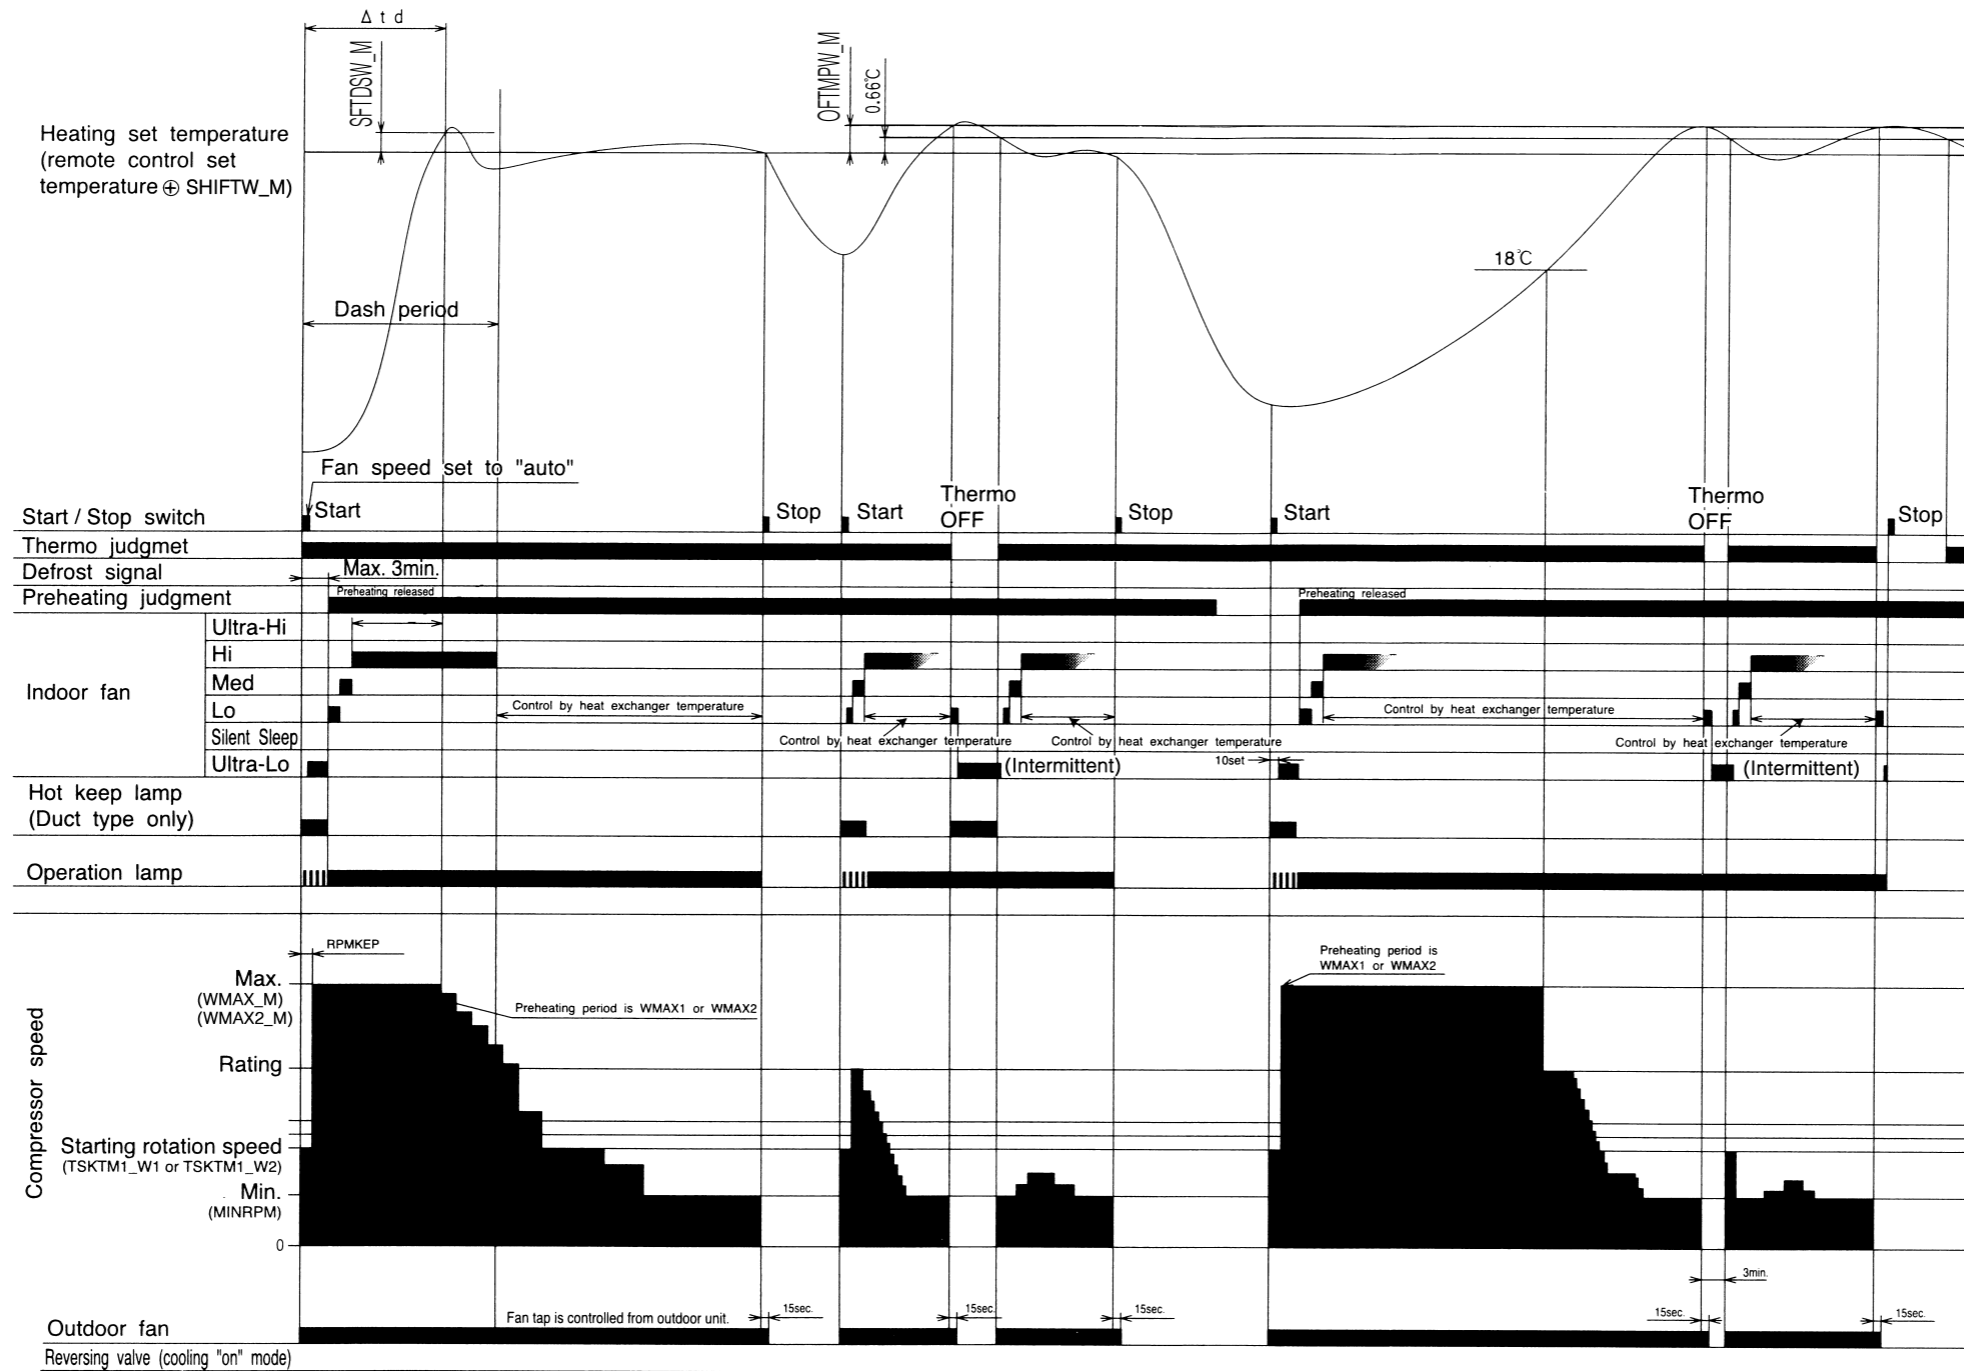 Δ t d
SFTDSW_M
OFTMPW_M
0.66℃
Heating set temperature
(remote control set
temperature ⊕ SHIFTW_M)
18℃
Dash period
Fan speed set to "auto"
Start / Stop switch
Start
Stop
Start
Thermo
OFF
Stop
Start
Thermo
OFF
Stop
Thermo judgmet
Defrost signal
Max. 3min.
Preheating judgment
Preheating released
Preheating released
Indoor fan
Ultra-Hi
Hi
Med
Lo
Silent Sleep
Ultra-Lo
Control by heat exchanger temperature
Control by heat exchanger temperature
Control by heat exchanger temperature
Control by heat exchanger temperature
Control by heat exchanger temperature
(Intermittent)
10set
(Intermittent)
Hot keep lamp
(Duct type only)
Operation lamp
Compressor speed
RPMKEP
Max.
(WMAX_M)
(WMAX2_M)
Preheating period is WMAX1 or WMAX2
Preheating period is
WMAX1 or WMAX2
Rating
Starting rotation speed
(TSKTM1_W1 or TSKTM1_W2)
Min.
(MINRPM)
0
3min.
Outdoor fan
Fan tap is controlled from outdoor unit.
15sec.
15sec.
15sec.
15sec.
15sec.
Reversing valve (cooling "on" mode)